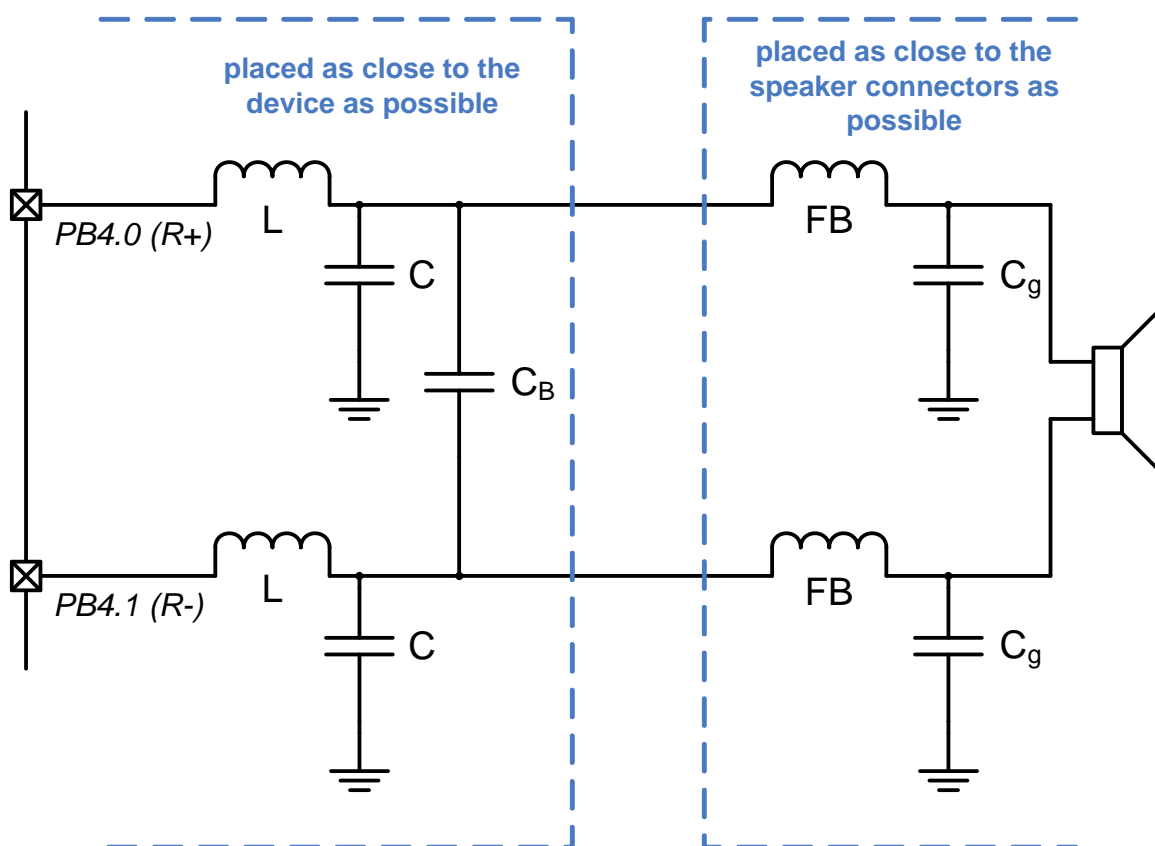 placed as close to the
device as possible
placed as close to the
speaker connectors as
possible
PB4.0 (R+)
L
C
FB
Cg
CB
PB4.1 (R-)
L
C
FB
Cg